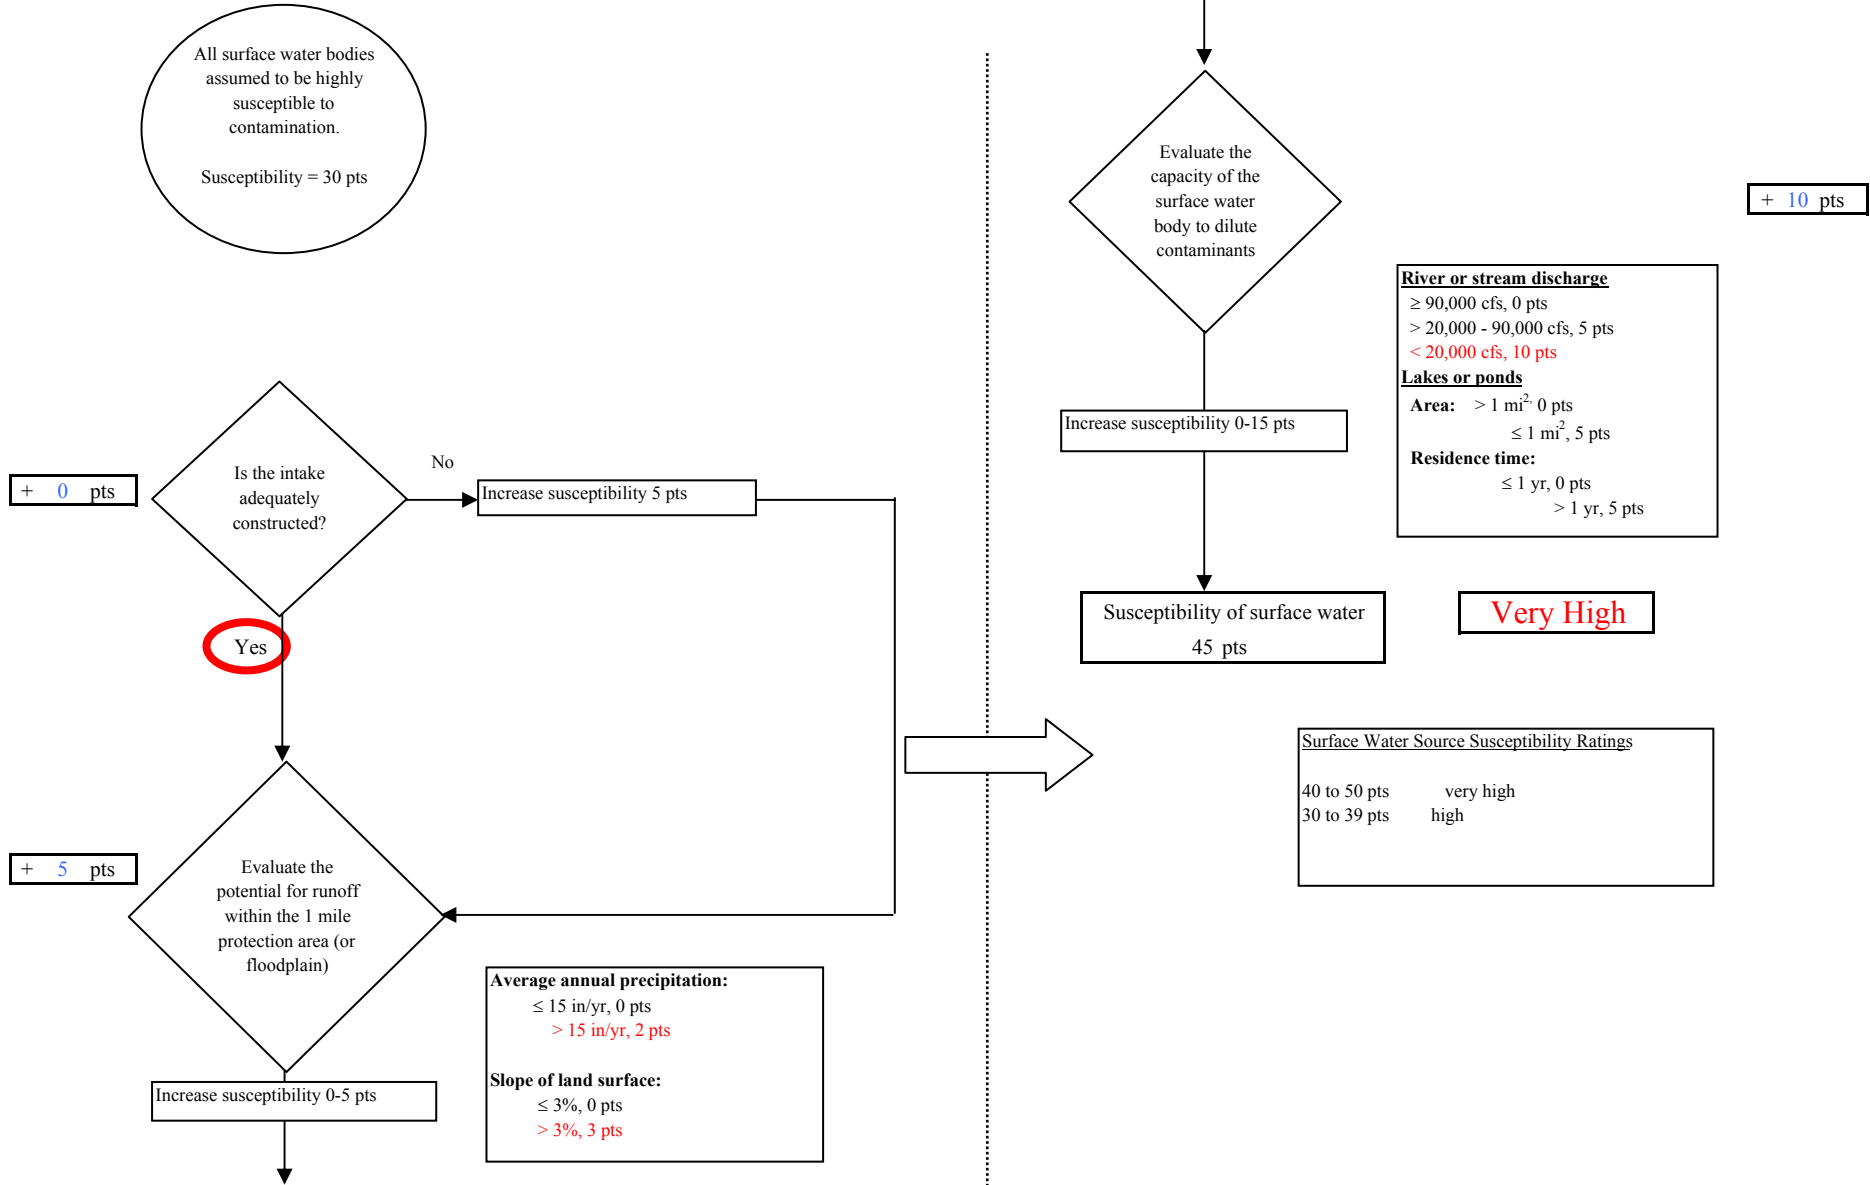 All surface water bodies
assumed to be highly
susceptible to
contamination.
Susceptibility = 30 pts
+ 0 pts
Is the intake
adequately
constructed?
No
Increase susceptibility 5 pts
Yes
+ 5 pts
Evaluate the
potential for runoff
within the 1 mile
protection area (or
floodplain)
Average annual precipitation:
≤ 15 in/yr, 0 pts
> 15 in/yr, 2 pts
Slope of land surface:
≤ 3%, 0 pts
> 3%, 3 pts
Increase susceptibility 0-5 pts
Evaluate the
capacity of the
surface water
body to dilute
contaminants
+ 10 pts
River or stream discharge
≥ 90,000 cfs, 0 pts
> 20,000 - 90,000 cfs, 5 pts
< 20,000 cfs, 10 pts
Lakes or ponds
Area: > 1 mi², 0 pts
≤ 1 mi², 5 pts
Residence time:
≤ 1 yr, 0 pts
> 1 yr, 5 pts
Increase susceptibility 0-15 pts
Susceptibility of surface water
45 pts
Very High
Surface Water Source Susceptibility Ratings
40 to 50 pts very high
30 to 39 pts high